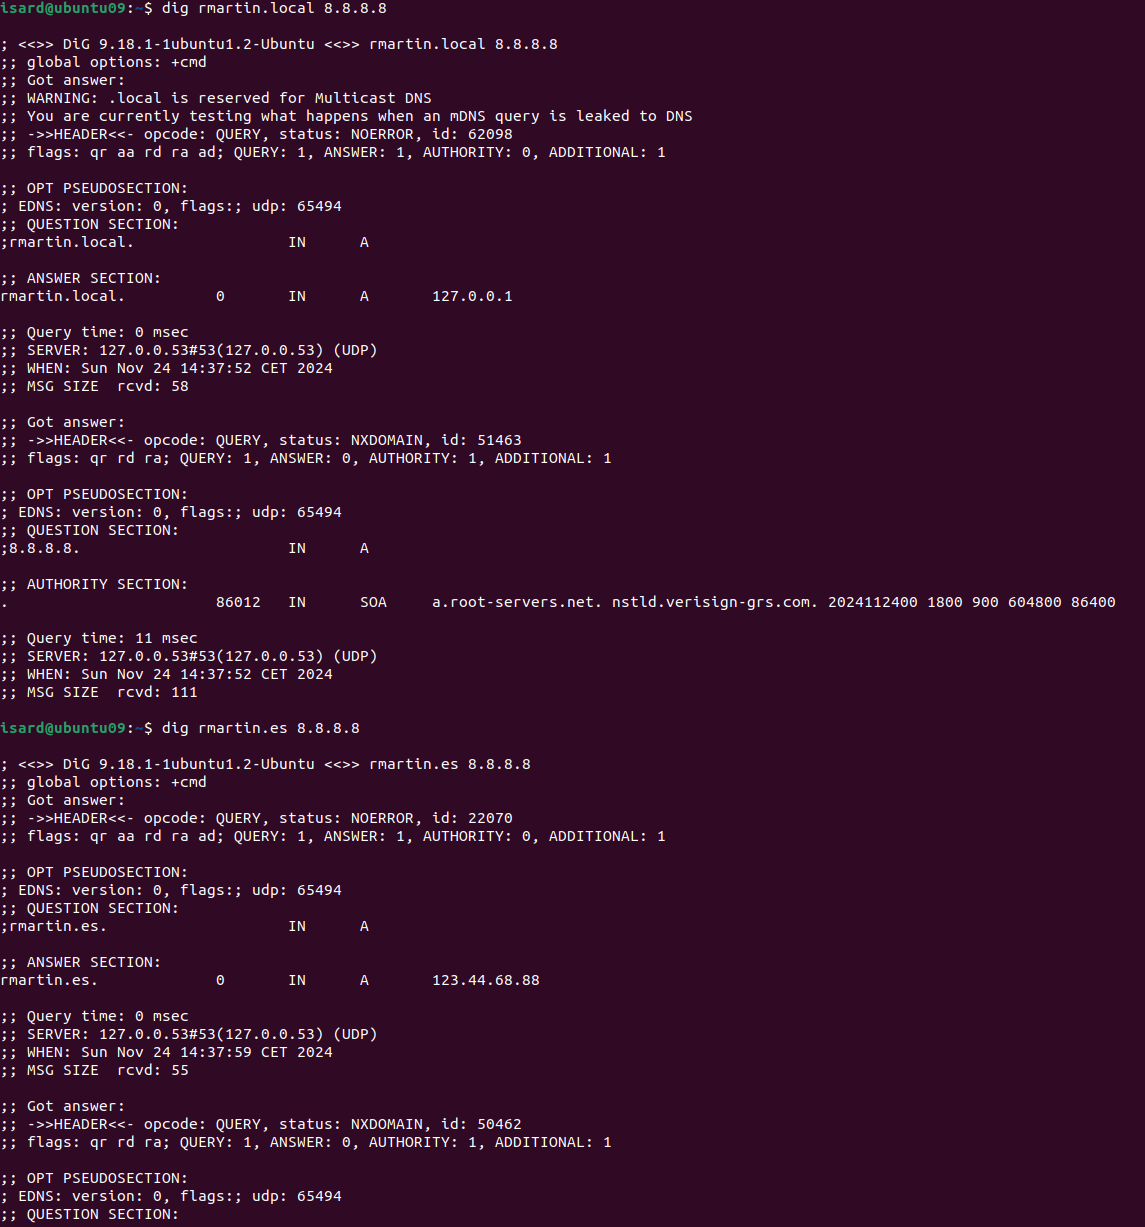 isard@ubuntu09:~$ dig rmartin.local 8.8.8.8

; <<>> DiG 9.18.1-1ubuntu1.2-Ubuntu <<>> rmartin.local 8.8.8.8
;; global options: +cmd
;; Got answer:
;; WARNING: .local is reserved for Multicast DNS
;; You are currently testing what happens when an mDNS query is leaked to DNS
;; ->>HEADER<<- opcode: QUERY, status: NOERROR, id: 62098
;; flags: qr aa rd ra ad; QUERY: 1, ANSWER: 1, AUTHORITY: 0, ADDITIONAL: 1

;; OPT PSEUDOSECTION:
; EDNS: version: 0, flags:; udp: 65494
;; QUESTION SECTION:
;rmartin.local.			IN	A

;; ANSWER SECTION:
rmartin.local.		0	IN	A	127.0.0.1

;; Query time: 0 msec
;; SERVER: 127.0.0.53#53(127.0.0.53) (UDP)
;; WHEN: Sun Nov 24 14:37:52 CET 2024
;; MSG SIZE  rcvd: 58

;; Got answer:
;; ->>HEADER<<- opcode: QUERY, status: NXDOMAIN, id: 51463
;; flags: qr rd ra; QUERY: 1, ANSWER: 0, AUTHORITY: 1, ADDITIONAL: 1

;; OPT PSEUDOSECTION:
; EDNS: version: 0, flags:; udp: 65494
;; QUESTION SECTION:
;8.8.8.8.			IN	A

;; AUTHORITY SECTION:
.			86012	IN	SOA	a.root-servers.net. nstld.verisign-grs.com. 2024112400 1800 900 604800 86400

;; Query time: 11 msec
;; SERVER: 127.0.0.53#53(127.0.0.53) (UDP)
;; WHEN: Sun Nov 24 14:37:52 CET 2024
;; MSG SIZE  rcvd: 111

isard@ubuntu09:~$ dig rmartin.es 8.8.8.8

; <<>> DiG 9.18.1-1ubuntu1.2-Ubuntu <<>> rmartin.es 8.8.8.8
;; global options: +cmd
;; Got answer:
;; ->>HEADER<<- opcode: QUERY, status: NOERROR, id: 22070
;; flags: qr aa rd ra ad; QUERY: 1, ANSWER: 1, AUTHORITY: 0, ADDITIONAL: 1

;; OPT PSEUDOSECTION:
; EDNS: version: 0, flags:; udp: 65494
;; QUESTION SECTION:
;rmartin.es.			IN	A

;; ANSWER SECTION:
rmartin.es.		0	IN	A	123.44.68.88

;; Query time: 0 msec
;; SERVER: 127.0.0.53#53(127.0.0.53) (UDP)
;; WHEN: Sun Nov 24 14:37:59 CET 2024
;; MSG SIZE  rcvd: 55

;; Got answer:
;; ->>HEADER<<- opcode: QUERY, status: NXDOMAIN, id: 50462
;; flags: qr rd ra; QUERY: 1, ANSWER: 0, AUTHORITY: 1, ADDITIONAL: 1

;; OPT PSEUDOSECTION:
; EDNS: version: 0, flags:; udp: 65494
;; QUESTION SECTION: